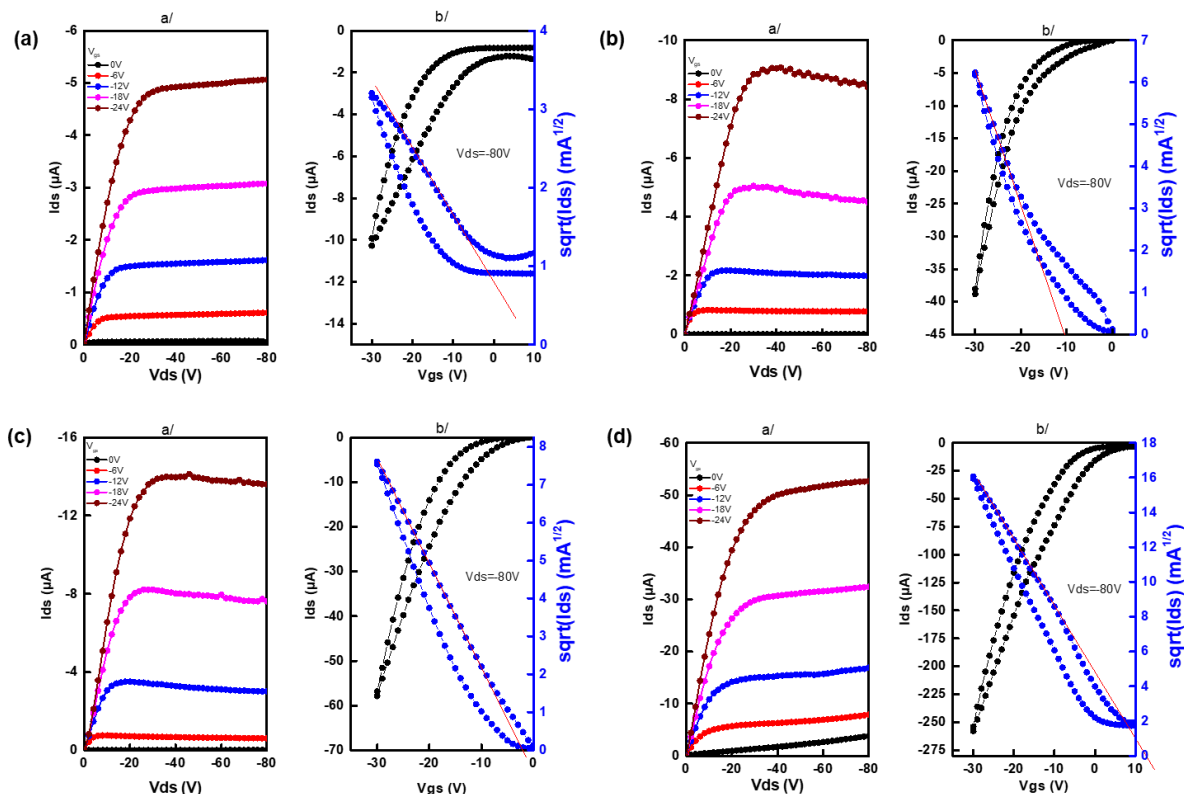 (a)
a/
Vgs
0V
-6V
-12V
-18V
-24V
-6
-5
-4
-3
-2
-1
0
Ids (µA)
0 -20 -40 -60 -80
Vds (V)
b/
0
-2
-4
-6
-8
-10
-12
-14
Ids (µA)
Vds=-80V
4
3
2
1
0
sqrt(Ids) (mA1/2)
-30 -20 -10 0 10
Vgs (V)
(b)
a/
Vgs
0V
-6V
-12V
-18V
-24V
-10
-8
-6
-4
-2
0
Ids (µA)
0 -20 -40 -60 -80
Vds (V)
b/
0
-5
-10
-15
-20
-25
-30
-35
-40
-45
Ids (µA)
Vds=-80V
7
6
5
4
3
2
1
0
sqrt(Ids) (mA1/2)
-30 -20 -10 0
Vgs (V)
(c)
a/
Vgs
0V
-6V
-12V
-18V
-24V
-16
-12
-8
-4
0
Ids (µA)
0 -20 -40 -60 -80
Vds (V)
b/
0
-10
-20
-30
-40
-50
-60
-70
Ids (µA)
Vds=-80V
8
7
6
5
4
3
2
1
0
sqrt(Ids) (mA1/2)
-30 -20 -10 0
Vgs (V)
(d)
a/
Vgs
0V
-6V
-12V
-18V
-24V
-60
-50
-40
-30
-20
-10
0
Ids (µA)
0 -20 -40 -60 -80
Vds (V)
b/
0
-25
-50
-75
-100
-125
-150
-175
-200
-225
-250
-275
Ids (µA)
Vds=-80V
18
16
14
12
10
8
6
4
2
0
sqrt(Ids) (mA1/2)
-30 -20 -10 0 10
Vgs (V)